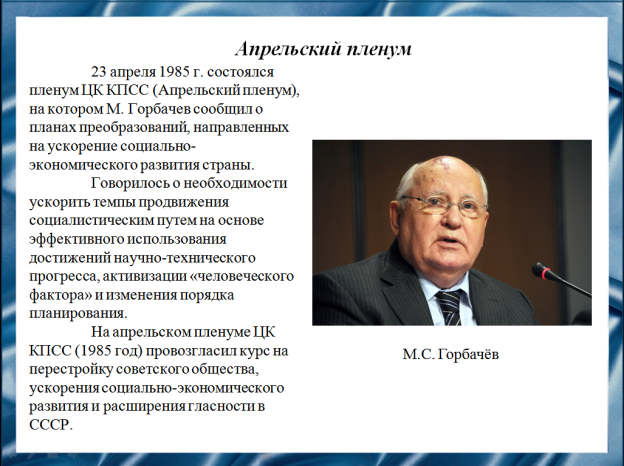 Апрельский пленум
23 апреля 1985 г. состоялся
пленум ЦК КПСС (Апрельский пленум),
на котором М. Горбачев сообщил о
планах преобразований, направленных
на ускорение социально-
экономического развития страны.
Говорилось о необходимости
ускорить темпы продвижения
социалистическим путем на основе
эффективного использования
достижений научно-технического
прогресса, активизации «человеческого
фактора» и изменения порядка
планирования.
На апрельском пленуме ЦК
КПСС (1985 год) провозгласил курс на
перестройку советского общества,
ускорения социально-экономического
развития и расширения гласности в
СССР.
М.С. Горбачёв